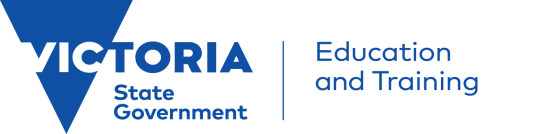 VICTORIA
State
Government
Education
and Training